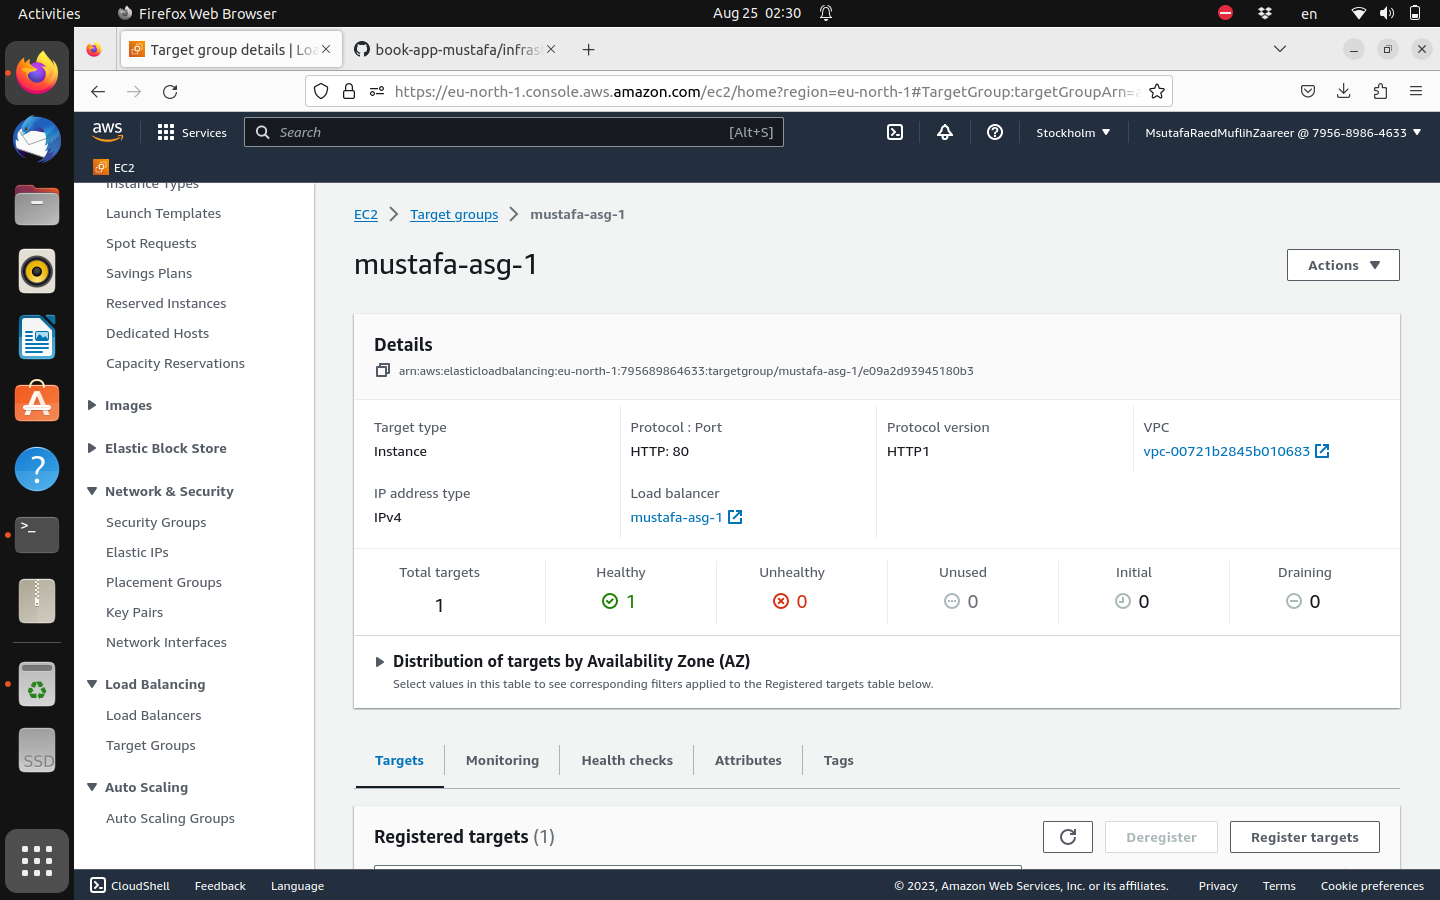 Activities
Firefox Web Browser
Aug 25 02:30
en
Target group details | Loa
book-app-mustafa/infras
https://eu-north-1.console.aws.amazon.com/ec2/home?region=eu-north-1#TargetGroup:targetGroupArn=a
aws
Services
Search
[Alt+S]
Stockholm
MsutafaRaedMuflihZaareer @ 7956-8986-4633
EC2
Instance Types
Launch Templates
Spot Requests
Savings Plans
Reserved Instances
Dedicated Hosts
Capacity Reservations
Images
Elastic Block Store
Network & Security
Security Groups
Elastic IPs
Placement Groups
Key Pairs
Network Interfaces
Load Balancing
Load Balancers
Target Groups
Auto Scaling
Auto Scaling Groups
EC2 > Target groups > mustafa-asg-1
mustafa-asg-1
Actions
Details
arn:aws:elasticloadbalancing:eu-north-1:795689864633:targetgroup/mustafa-asg-1/e09a2d93945180b3
Target type
Instance
Protocol : Port
HTTP: 80
Protocol version
HTTP1
VPC
vpc-00721b2845b010683
IP address type
IPv4
Load balancer
mustafa-asg-1
Total targets
1
Healthy
1
Unhealthy
0
Unused
0
Initial
0
Draining
0
Distribution of targets by Availability Zone (AZ)
Select values in this table to see corresponding filters applied to the Registered targets table below.
Targets
Monitoring
Health checks
Attributes
Tags
Registered targets (1)
Deregister
Register targets
SSD
CloudShell
Feedback
Language
© 2023, Amazon Web Services, Inc. or its affiliates.
Privacy
Terms
Cookie preferences